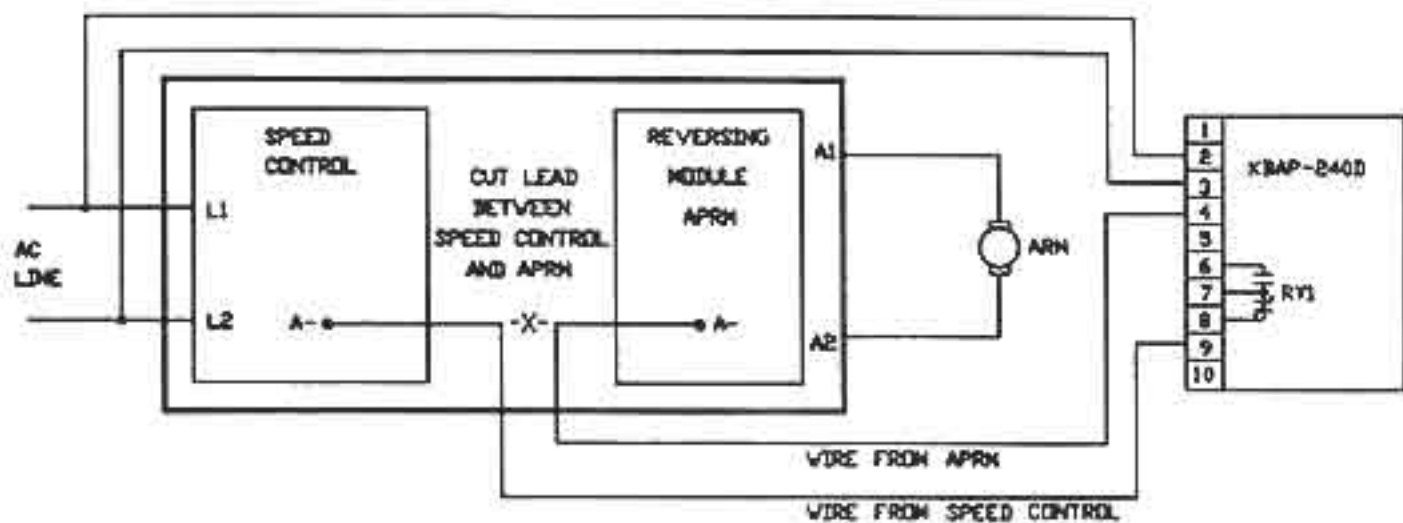 SPEED
CONTROL
L1
L2
A-
CUT LEAD
BETWEEN
SPEED CONTROL
AND APRM
-X-
REVERSING
MODULE
APRM
A-
A1
A2
AC
LINE
ARM
1
2
3
4
5
6
7
8
9
10
KBAP-240D
RY1
WIRE FROM APRM
WIRE FROM SPEED CONTROL